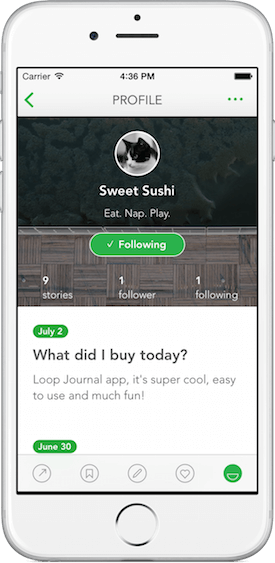 Carrier 4:36 PM
PROFILE
Sweet Sushi
Eat. Nap. Play.
✓ Following
9 1 1
stories follower following
July 2
What did I buy today?
Loop Journal app, it's super cool, easy
to use and much fun!
June 30